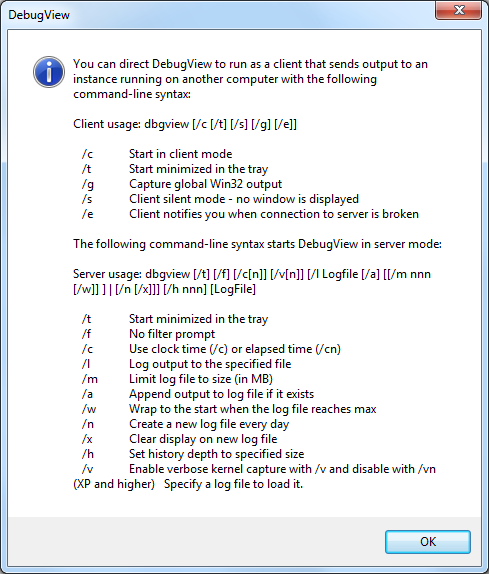 DebugView
You can direct DebugView to run as a client that sends output to an
instance running on another computer with the following
command-line syntax:
Client usage: dbgview [/c [/t] [/s] [/g] [/e]]
/c Start in client mode
/t Start minimized in the tray
/g Capture global Win32 output
/s Client silent mode - no window is displayed
/e Client notifies you when connection to server is broken
The following command-line syntax starts DebugView in server mode:
Server usage: dbgview [/t] [/f] [/c[n]] [/v[n]] [/l Logfile [/a] [[/m nnn
[/w]] ] | [/n [/x]]] [/h nnn] [LogFile]
/t Start minimized in the tray
/f No filter prompt
/c Use clock time (/c) or elapsed time (/cn)
/l Log output to the specified file
/m Limit log file to size (in MB)
/a Append output to log file if it exists
/w Wrap to the start when the log file reaches max
/n Create a new log file every day
/x Clear display on new log file
/h Set history depth to specified size
/v Enable verbose kernel capture with /v and disable with /vn
(XP and higher) Specify a log file to load it.
OK